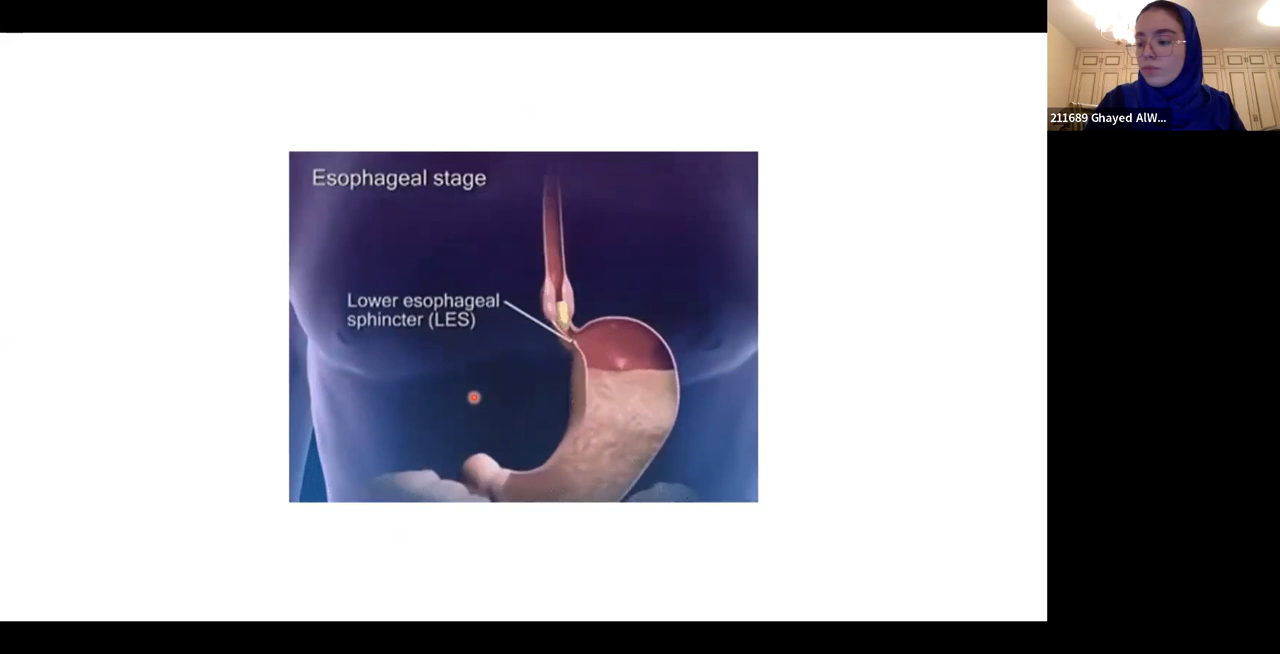 Esophageal stage
Lower esophageal
sphincter (LES)
211689 Ghayed AlW...